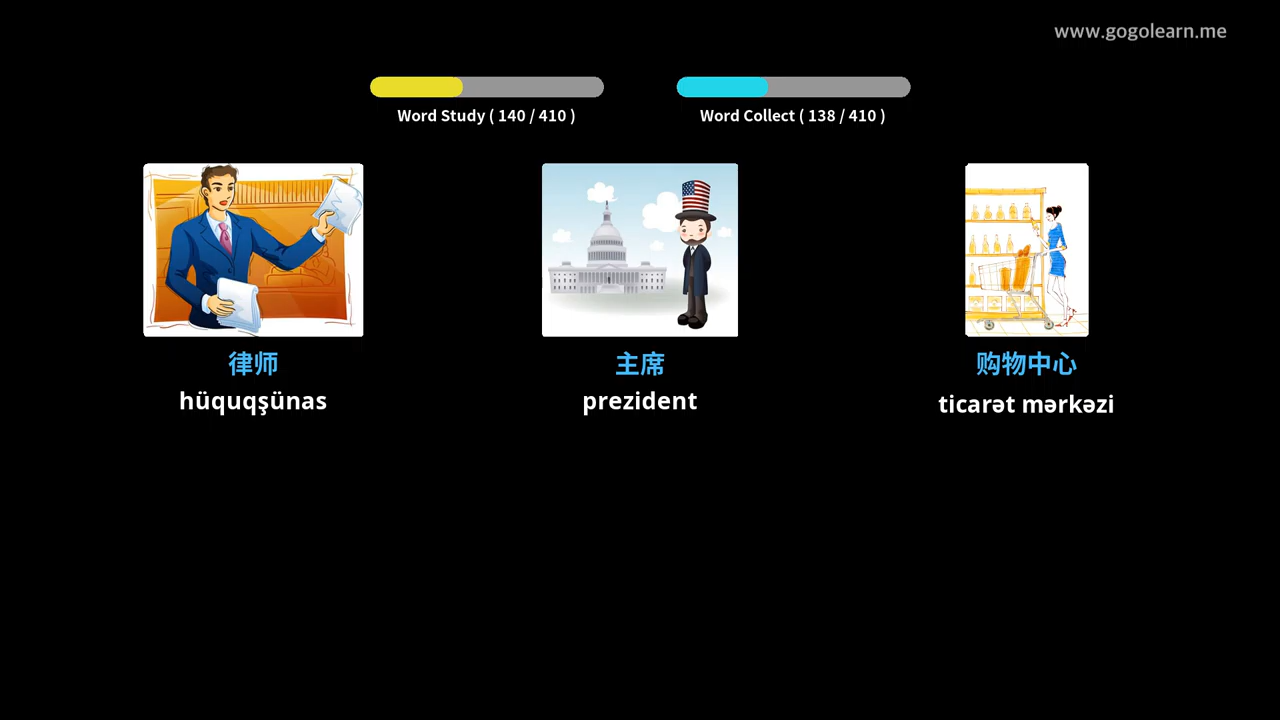 www.gogolearn.me
Word Study ( 140 / 410 )
Word Collect ( 138 / 410 )
律师
主席
购物中心
hüquqşünas
prezident
ticarət mərkəzi